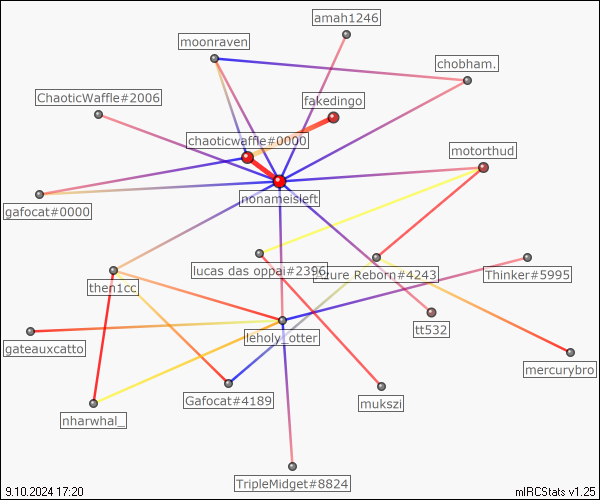 amah1246
moonraven
chobham.
ChaoticWaffle#2006
fakedingo
chaoticwaffle#0000
motorthud
nonameisleft
gafocat#0000
lucas das oppai#2396
ure Reborn#4243
Thinker#5995
then1cc
tt532
leholy_otter
gateauxcatto
mercurybro
Gafocat#4189
mukszi
nharwhal_
TripleMidget#8824
9.10.2024 17:20
mIRCStats v1.25